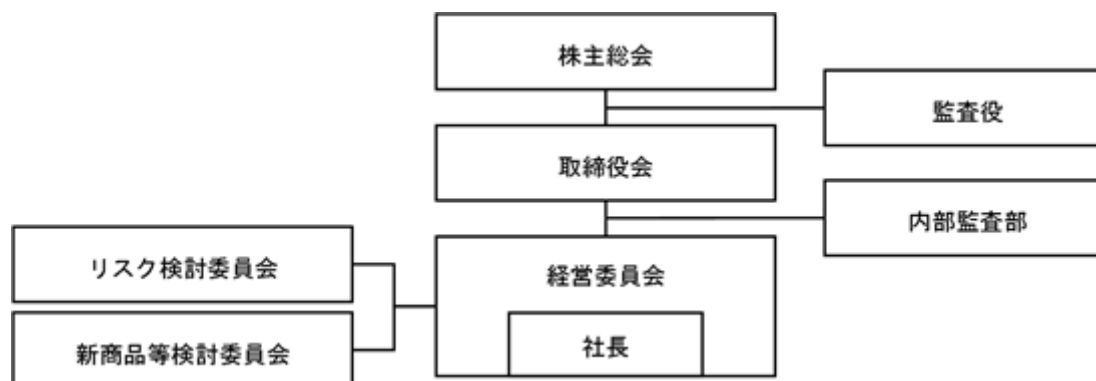 株主総会
監査役
取締役会
内部監査部
リスク検討委員会
経営委員会
新商品等検討委員会
社長